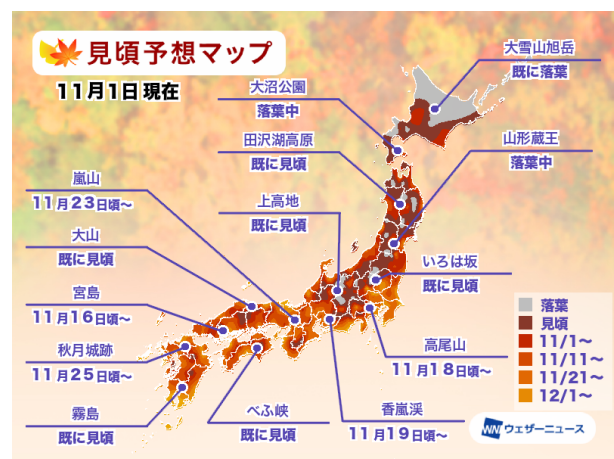 見頃予想マップ
11月1日現在
大雪山旭岳
既に落葉
大沼公園
落葉中
田沢湖高原
既に見頃
山形蔵王
落葉中
嵐山
11月23日頃〜
上高地
既に見頃
大山
既に見頃
いろは坂
既に見頃
宮島
11月16日頃〜
秋月城跡
11月25日頃〜
高尾山
11月18日頃〜
霧島
既に見頃
べふ峡
既に見頃
香嵐渓
11月19日頃〜
落葉
見頃
11/1〜
11/11〜
11/21〜
12/1〜
WNI ウェザーニュース